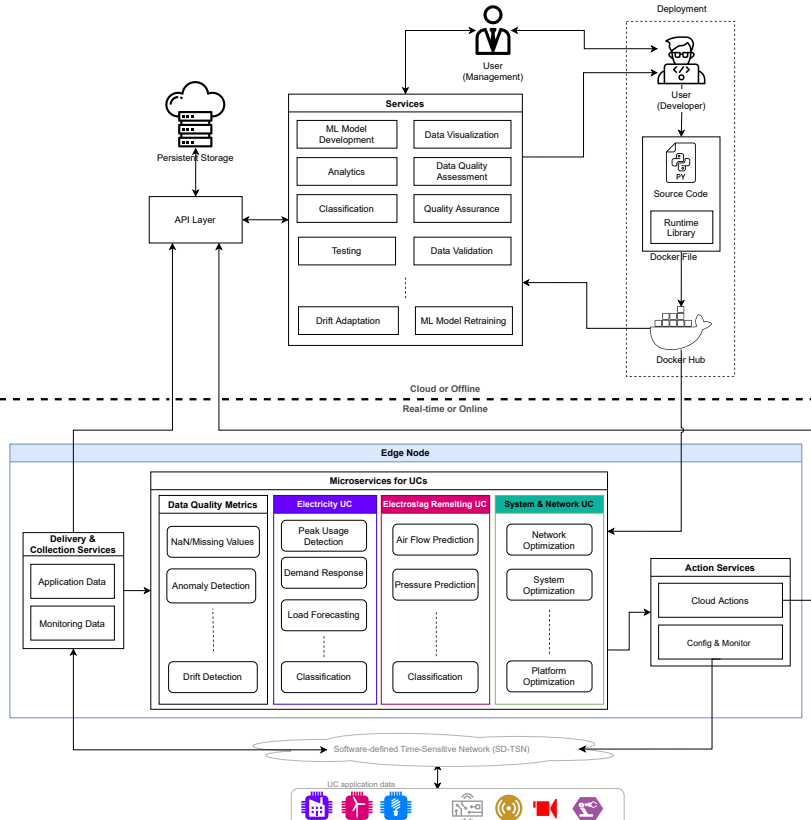 Deployment
User
(Management)
User
(Developer)
Persistent Storage
Services
ML Model
Development
Data Visualization
Analytics
Data Quality
Assessment
Classification
Quality Assurance
Testing
Data Validation
Drift Adaptation
ML Model Retraining
API Layer
PY
Source Code
Runtime
Library
Docker File
Docker Hub
Cloud or Offline
Real-time or Online
Edge Node
Microservices for UCs
Delivery &
Collection Services
Application Data
Monitoring Data
Data Quality Metrics
NaN/Missing Values
Anomaly Detection
Drift Detection
Electricity UC
Peak Usage
Detection
Demand Response
Load Forecasting
Classification
Electroslag Remelting UC
Air Flow Prediction
Pressure Prediction
Classification
System & Network UC
Network
Optimization
System
Optimization
Platform
Optimization
Action Services
Cloud Actions
Config & Monitor
Software-defined Time-Sensitive Network (SD-TSN)
UC application data